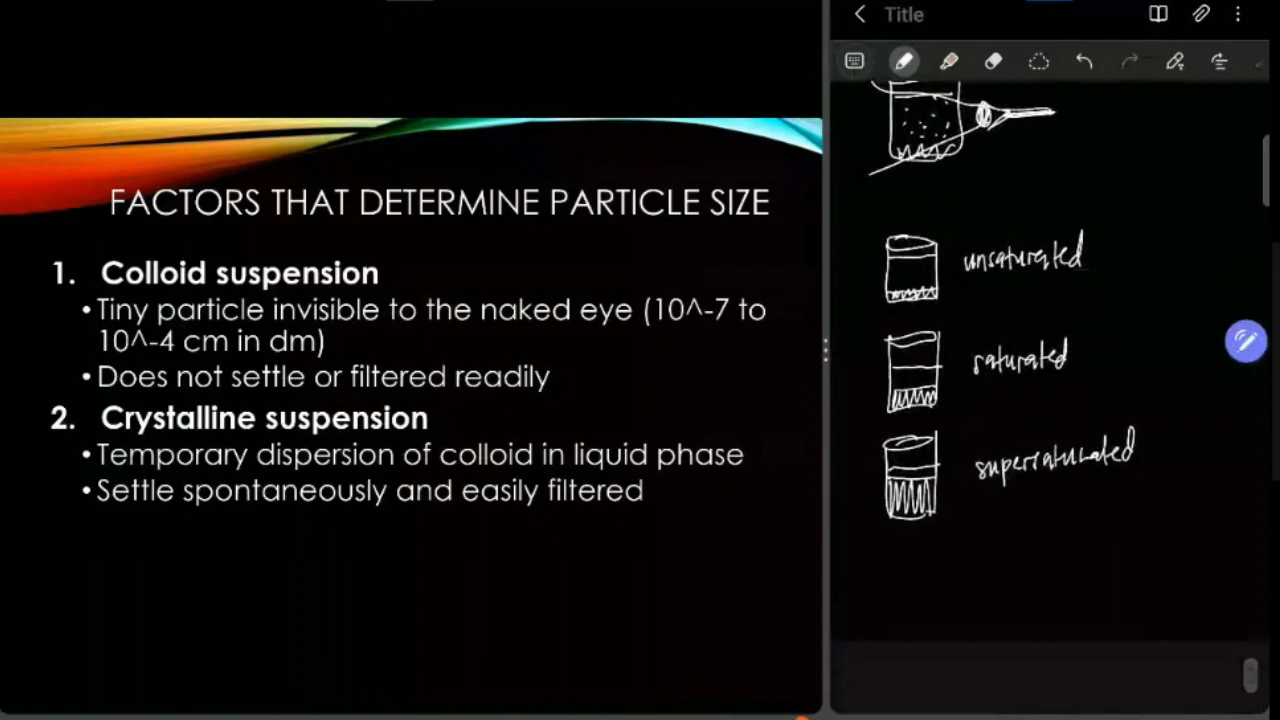 Title
FACTORS THAT DETERMINE PARTICLE SIZE
1. Colloid suspension
• Tiny particle invisible to the naked eye (10^-7 to
10^-4 cm in dm)
• Does not settle or filtered readily
2. Crystalline suspension
• Temporary dispersion of colloid in liquid phase
• Settle spontaneously and easily filtered
unsaturated
saturated
supersaturated